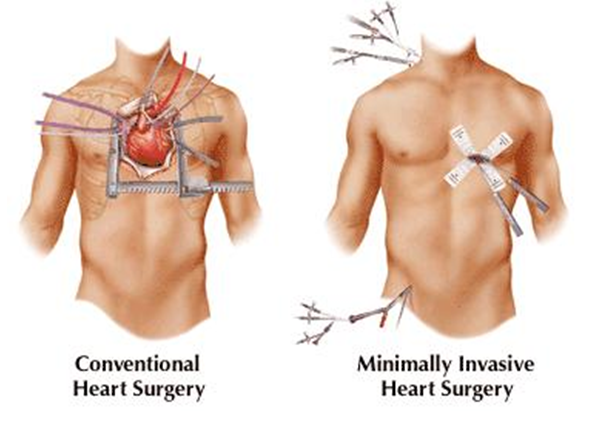 Conventional
Heart Surgery
Minimally Invasive
Heart Surgery